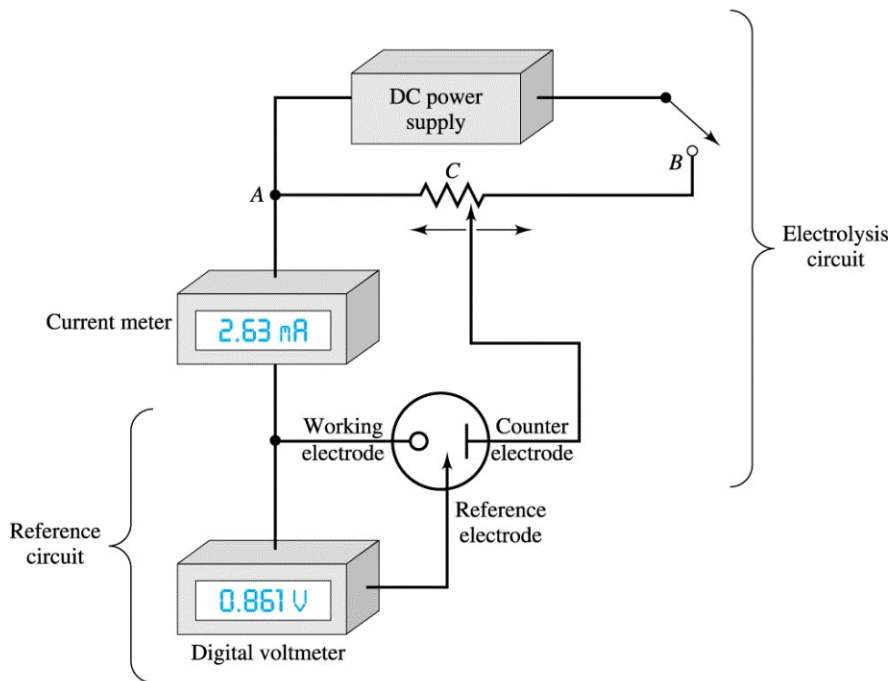 DC power
supply
C
B
A
Electrolysis
circuit
Current meter
2.63 mA
Working
electrode
Counter
electrode
Reference
electrode
Reference
circuit
0.861 V
Digital voltmeter